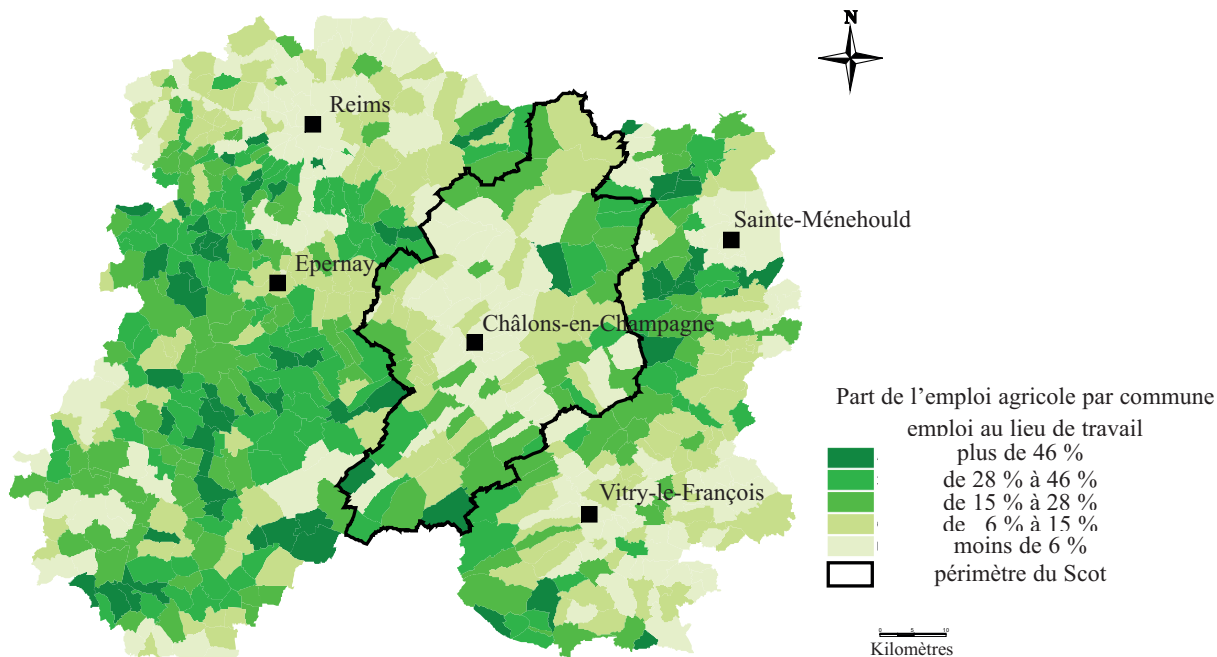 N
Reims
Sainte-Ménehould
Epernay
Châlons-en-Champagne
Part de l’emploi agricole par commune
emploi au lieu de travail
plus de 46 %
de 28 % à 46 %
de 15 % à 28 %
de 6 % à 15 %
moins de 6 %
périmètre du Scot
Vitry-le-François
0 5 10
Kilomètres